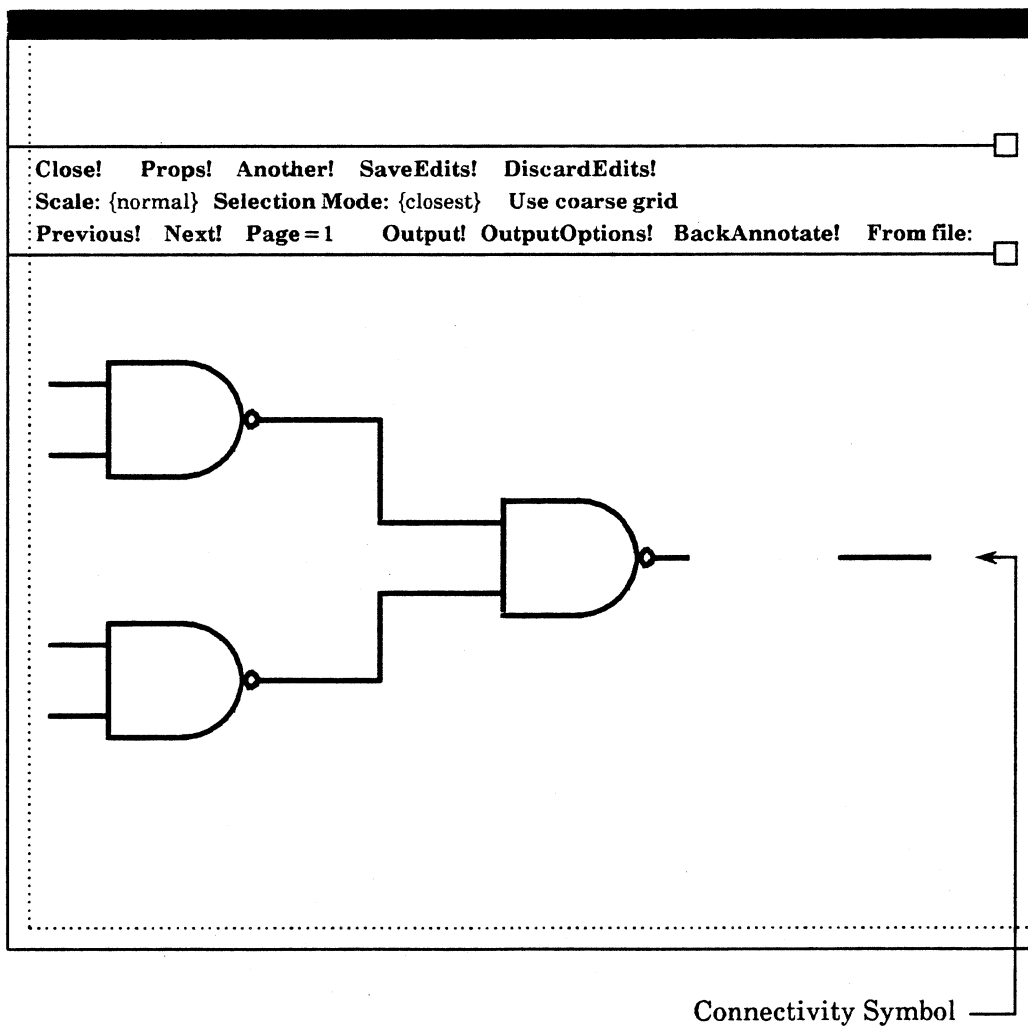 Close! Props! Another! SaveEdits! DiscardEdits!
Scale: {normal} Selection Mode: {closest} Use coarse grid
Previous! Next! Page = 1 Output! OutputOptions! BackAnnotate! From file:
Connectivity Symbol